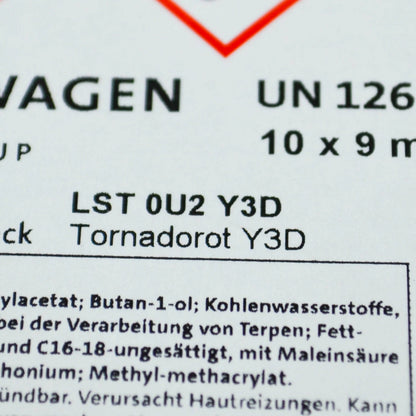 WAGEN UN 126
UP 10 x 9 m
LST 0U2 Y3D
ck Tornadorot Y3D
ylacetat; Butan-1-ol; Kohlenwasserstoffe,
bei der Verarbeitung von Terpen; Fett-
und C16-18-ungesättigt, mit Maleinsäure
honium; Methyl-methacrylat.
ündbar. Verursacht Hautreizungen. Kann